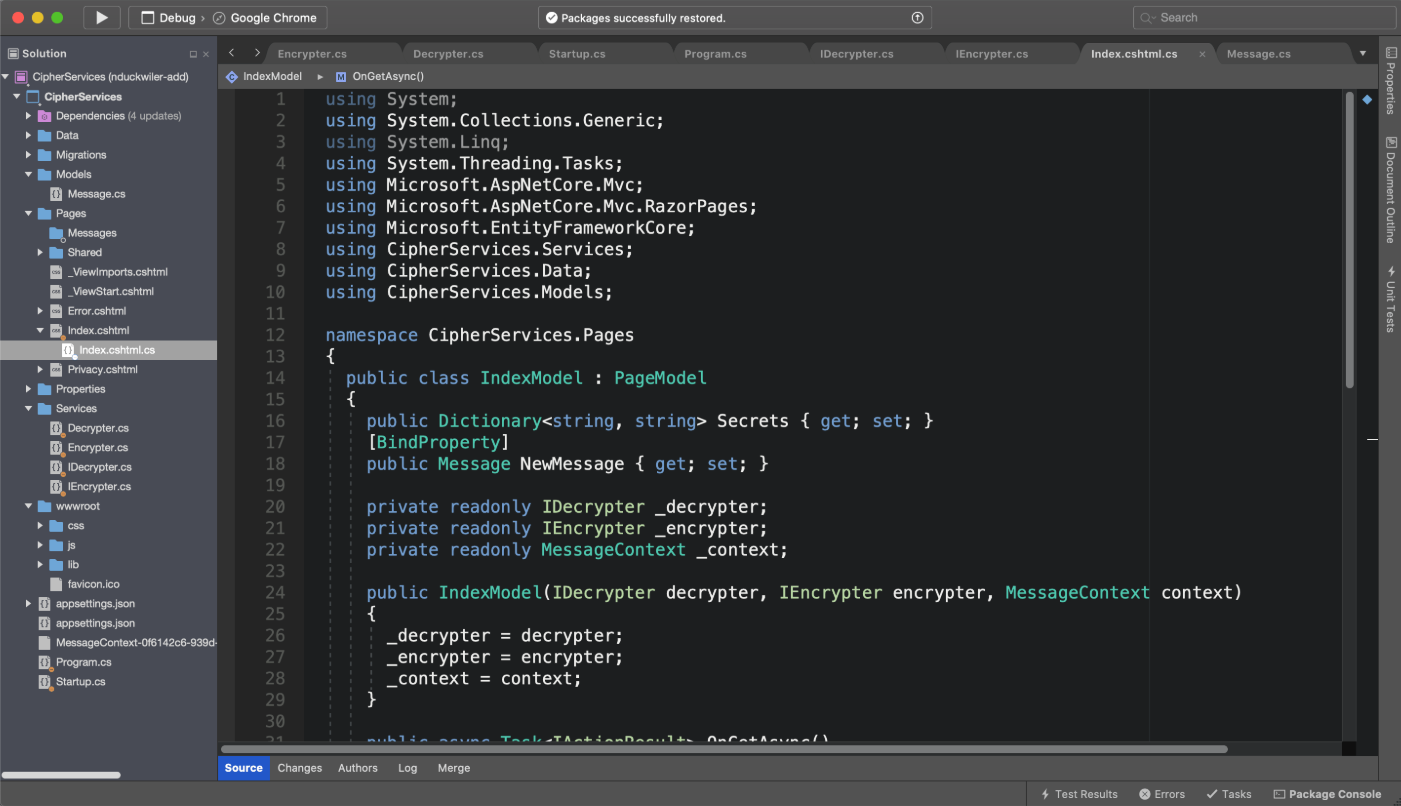 Debug › Google Chrome
Packages successfully restored.
Search
Solution
CipherServices (nduckwiler-add)
CipherServices
Dependencies (4 updates)
Data
Migrations
Models
Message.cs
Pages
Messages
Shared
_ViewImports.cshtml
_ViewStart.cshtml
Error.cshtml
Index.cshtml
Index.cshtml.cs
Privacy.cshtml
Properties
Services
Decrypter.cs
Encrypter.cs
IDecrypter.cs
IEncrypter.cs
wwwroot
css
js
lib
favicon.ico
appsettings.json
appsettings.json
MessageContext-0f6142c6-939d-
Program.cs
Startup.cs
Encrypter.cs Decrypter.cs Startup.cs Program.cs IDecrypter.cs IEncrypter.cs Index.cshtml.cs × Message.cs
IndexModel ▸ M OnGetAsync()
1 using System;
2 using System.Collections.Generic;
3 using System.Linq;
4 using System.Threading.Tasks;
5 using Microsoft.AspNetCore.Mvc;
6 using Microsoft.AspNetCore.Mvc.RazorPages;
7 using Microsoft.EntityFrameworkCore;
8 using CipherServices.Services;
9 using CipherServices.Data;
10 using CipherServices.Models;
11
12 namespace CipherServices.Pages
13 {
14 public class IndexModel : PageModel
15 {
16 public Dictionary<string, string> Secrets { get; set; }
17 [BindProperty]
18 public Message NewMessage { get; set; }
19
20 private readonly IDecrypter _decrypter;
21 private readonly IEncrypter _encrypter;
22 private readonly MessageContext _context;
23
24 public IndexModel(IDecrypter decrypter, IEncrypter encrypter, MessageContext context)
25 {
26 _decrypter = decrypter;
27 _encrypter = encrypter;
28 _context = context;
29 }
30
31 public async Task<IActionResult> OnGetAsync()
Source Changes Authors Log Merge
Properties
Document Outline
Unit Tests
Test Results Errors Tasks Package Console